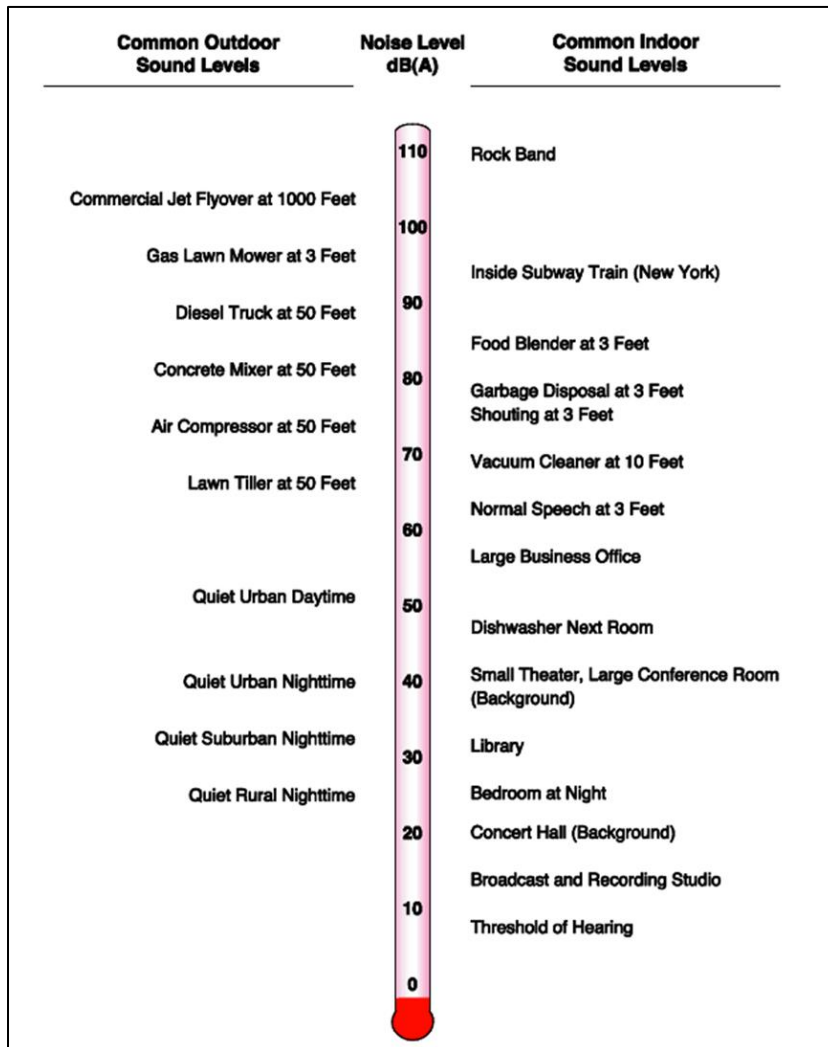 Common Outdoor
Sound Levels
Noise Level
dB(A)
Common Indoor
Sound Levels
110
Rock Band
Commercial Jet Flyover at 1000 Feet
100
Gas Lawn Mower at 3 Feet
Inside Subway Train (New York)
90
Diesel Truck at 50 Feet
Food Blender at 3 Feet
Concrete Mixer at 50 Feet
80
Garbage Disposal at 3 Feet
Shouting at 3 Feet
Air Compressor at 50 Feet
70
Vacuum Cleaner at 10 Feet
Lawn Tiller at 50 Feet
Normal Speech at 3 Feet
60
Large Business Office
Quiet Urban Daytime
50
Dishwasher Next Room
Quiet Urban Nighttime
40
Small Theater, Large Conference Room
(Background)
Quiet Suburban Nighttime
30
Library
Quiet Rural Nighttime
Bedroom at Night
20
Concert Hall (Background)
Broadcast and Recording Studio
10
Threshold of Hearing
0